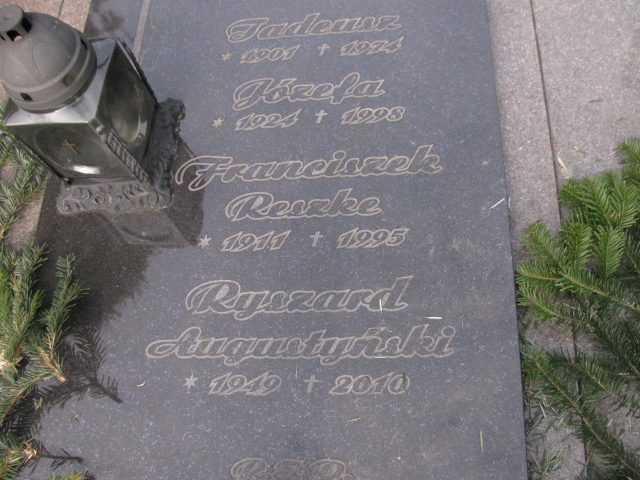 Tadeusz
* 1901 † 1974
Józefa
* 1924 † 1998
Franciszek
Reszke
* 1911 † 1995
Ryszard
Augustyński
* 1949 † 2010
R.I.P.